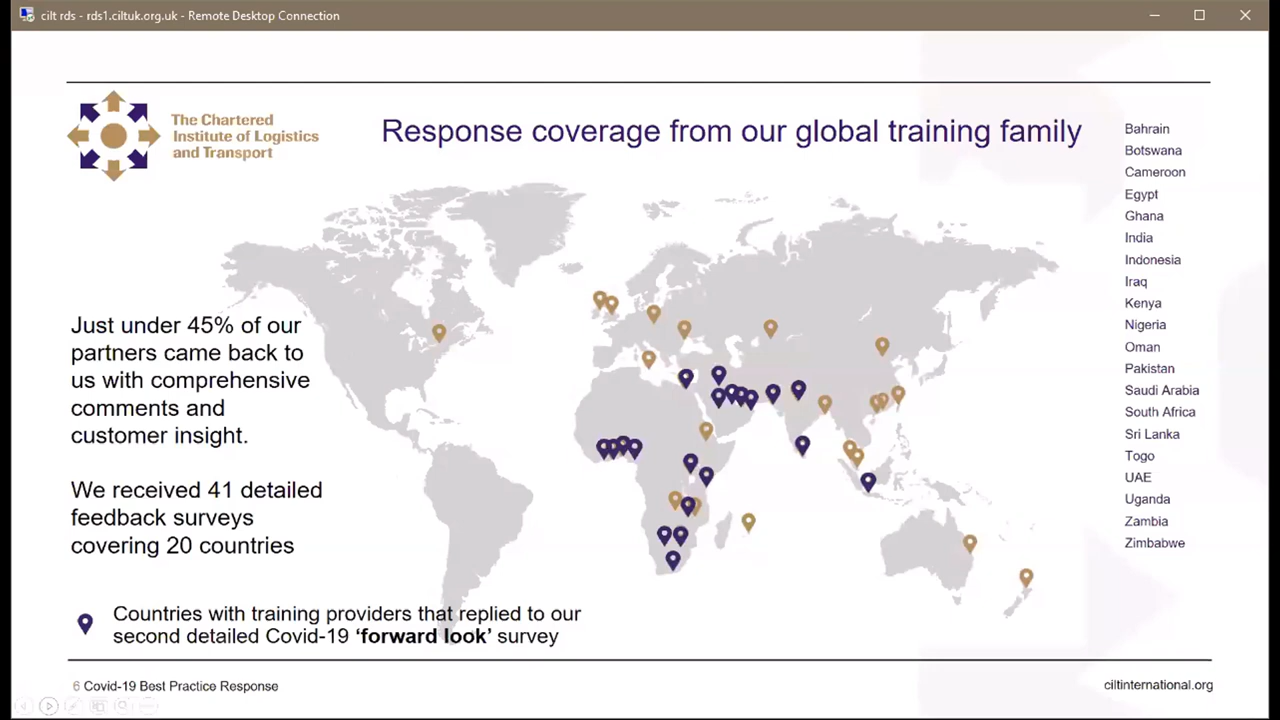 cilt rds - rds1.ciltuk.org.uk - Remote Desktop Connection
The Chartered
Institute of Logistics
and Transport
Response coverage from our global training family
Just under 45% of our
partners came back to
us with comprehensive
comments and
customer insight.
We received 41 detailed
feedback surveys
covering 20 countries
Countries with training providers that replied to our
second detailed Covid-19 ‘forward look’ survey
Bahrain
Botswana
Cameroon
Egypt
Ghana
India
Indonesia
Iraq
Kenya
Nigeria
Oman
Pakistan
Saudi Arabia
South Africa
Sri Lanka
Togo
UAE
Uganda
Zambia
Zimbabwe
6 Covid-19 Best Practice Response
ciltinternational.org